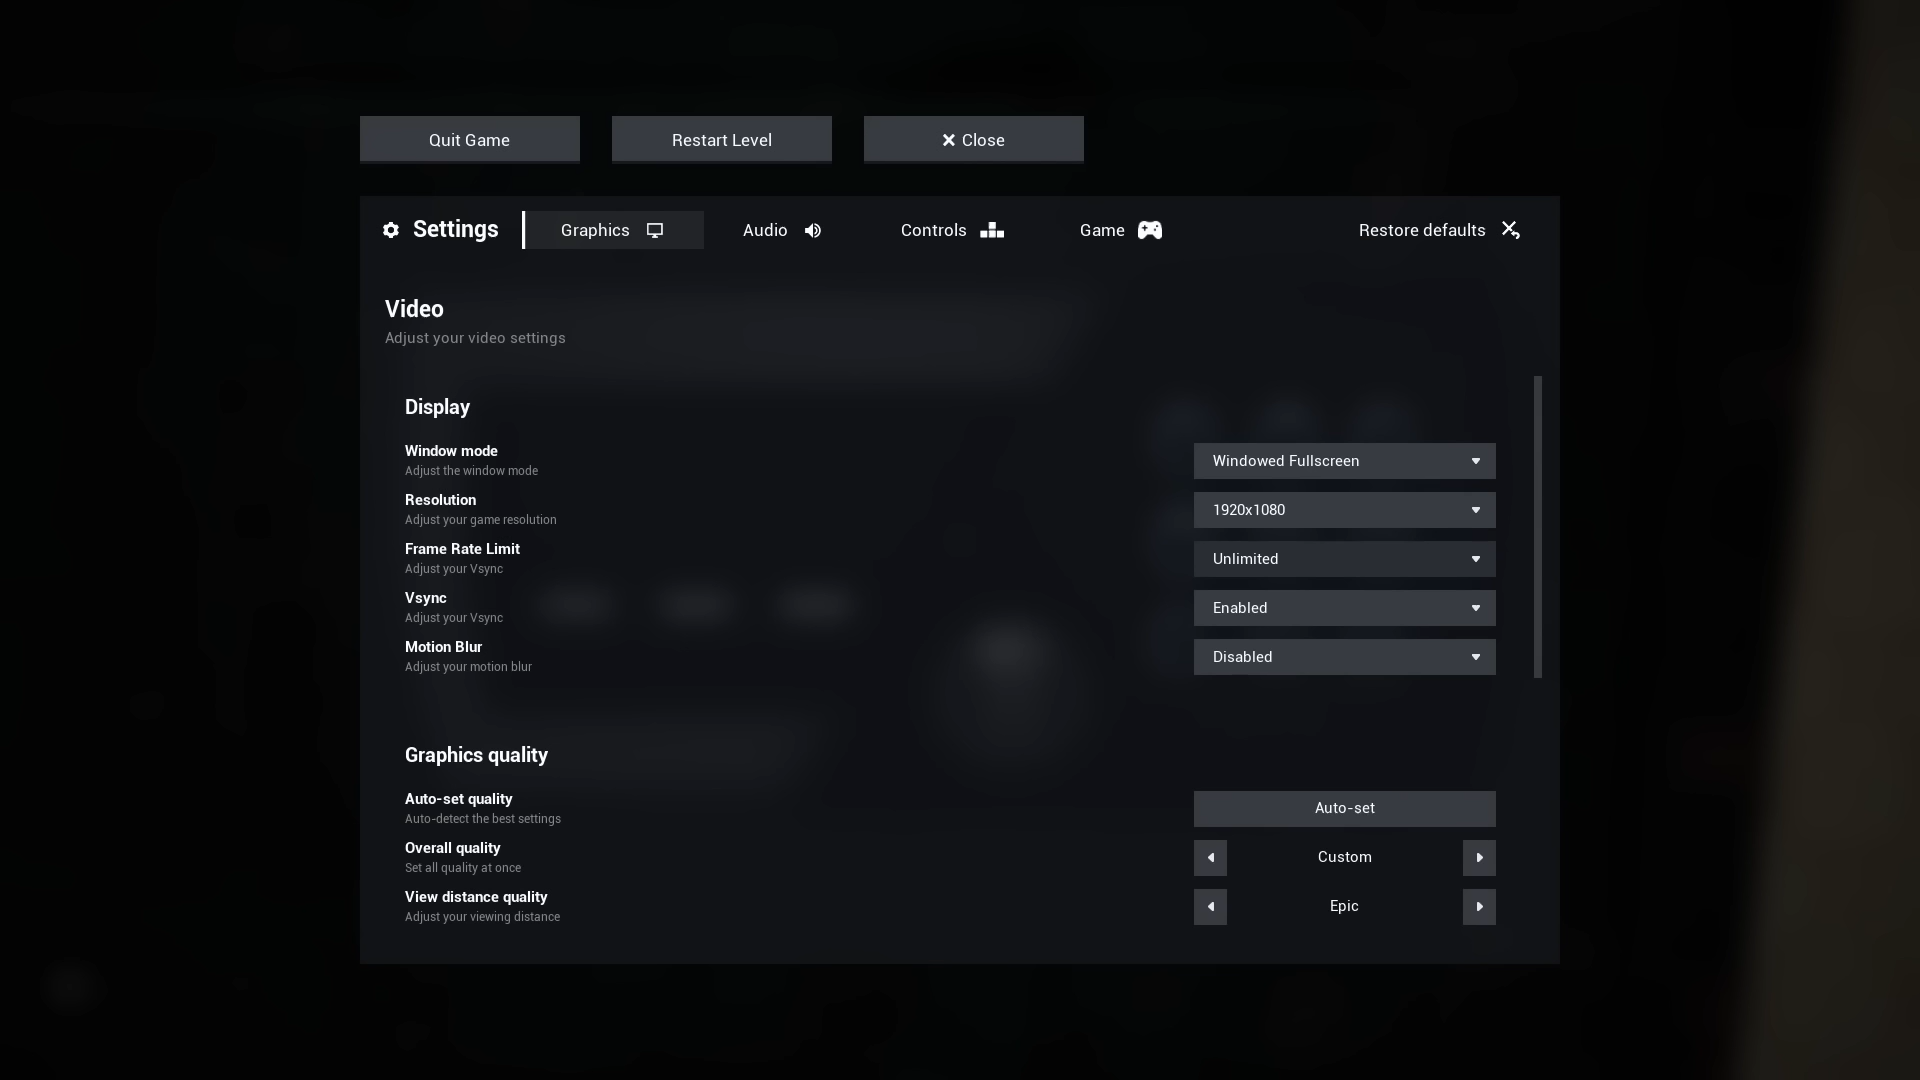 Quit Game
Restart Level
Close
Settings
Graphics
Audio
Controls
Game
Restore defaults
Video
Adjust your video settings
Display
Window mode
Adjust the window mode
Windowed Fullscreen
Resolution
Adjust your game resolution
1920x1080
Frame Rate Limit
Adjust your Vsync
Unlimited
Vsync
Adjust your Vsync
Enabled
Motion Blur
Adjust your motion blur
Disabled
Graphics quality
Auto-set quality
Auto-detect the best settings
Auto-set
Overall quality
Set all quality at once
Custom
View distance quality
Adjust your viewing distance
Epic